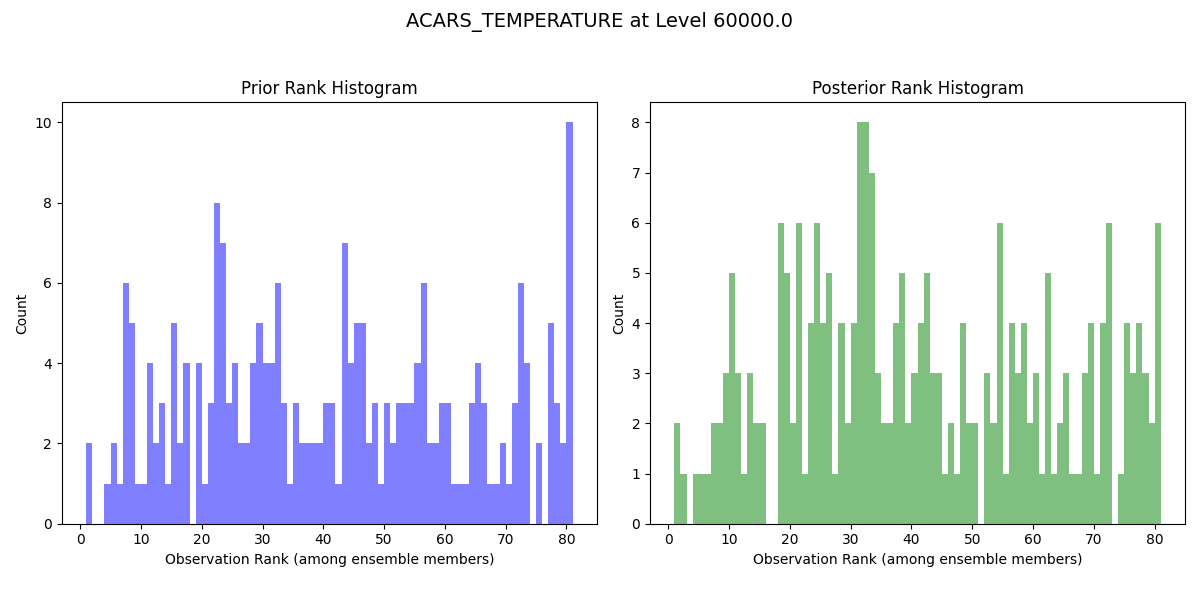 ACARS_TEMPERATURE at Level 60000.0
Prior Rank Histogram
10
8
6
4
2
0
Count
0 10 20 30 40 50 60 70 80
Observation Rank (among ensemble members)
Posterior Rank Histogram
8
7
6
5
4
3
2
1
0
Count
0 10 20 30 40 50 60 70 80
Observation Rank (among ensemble members)